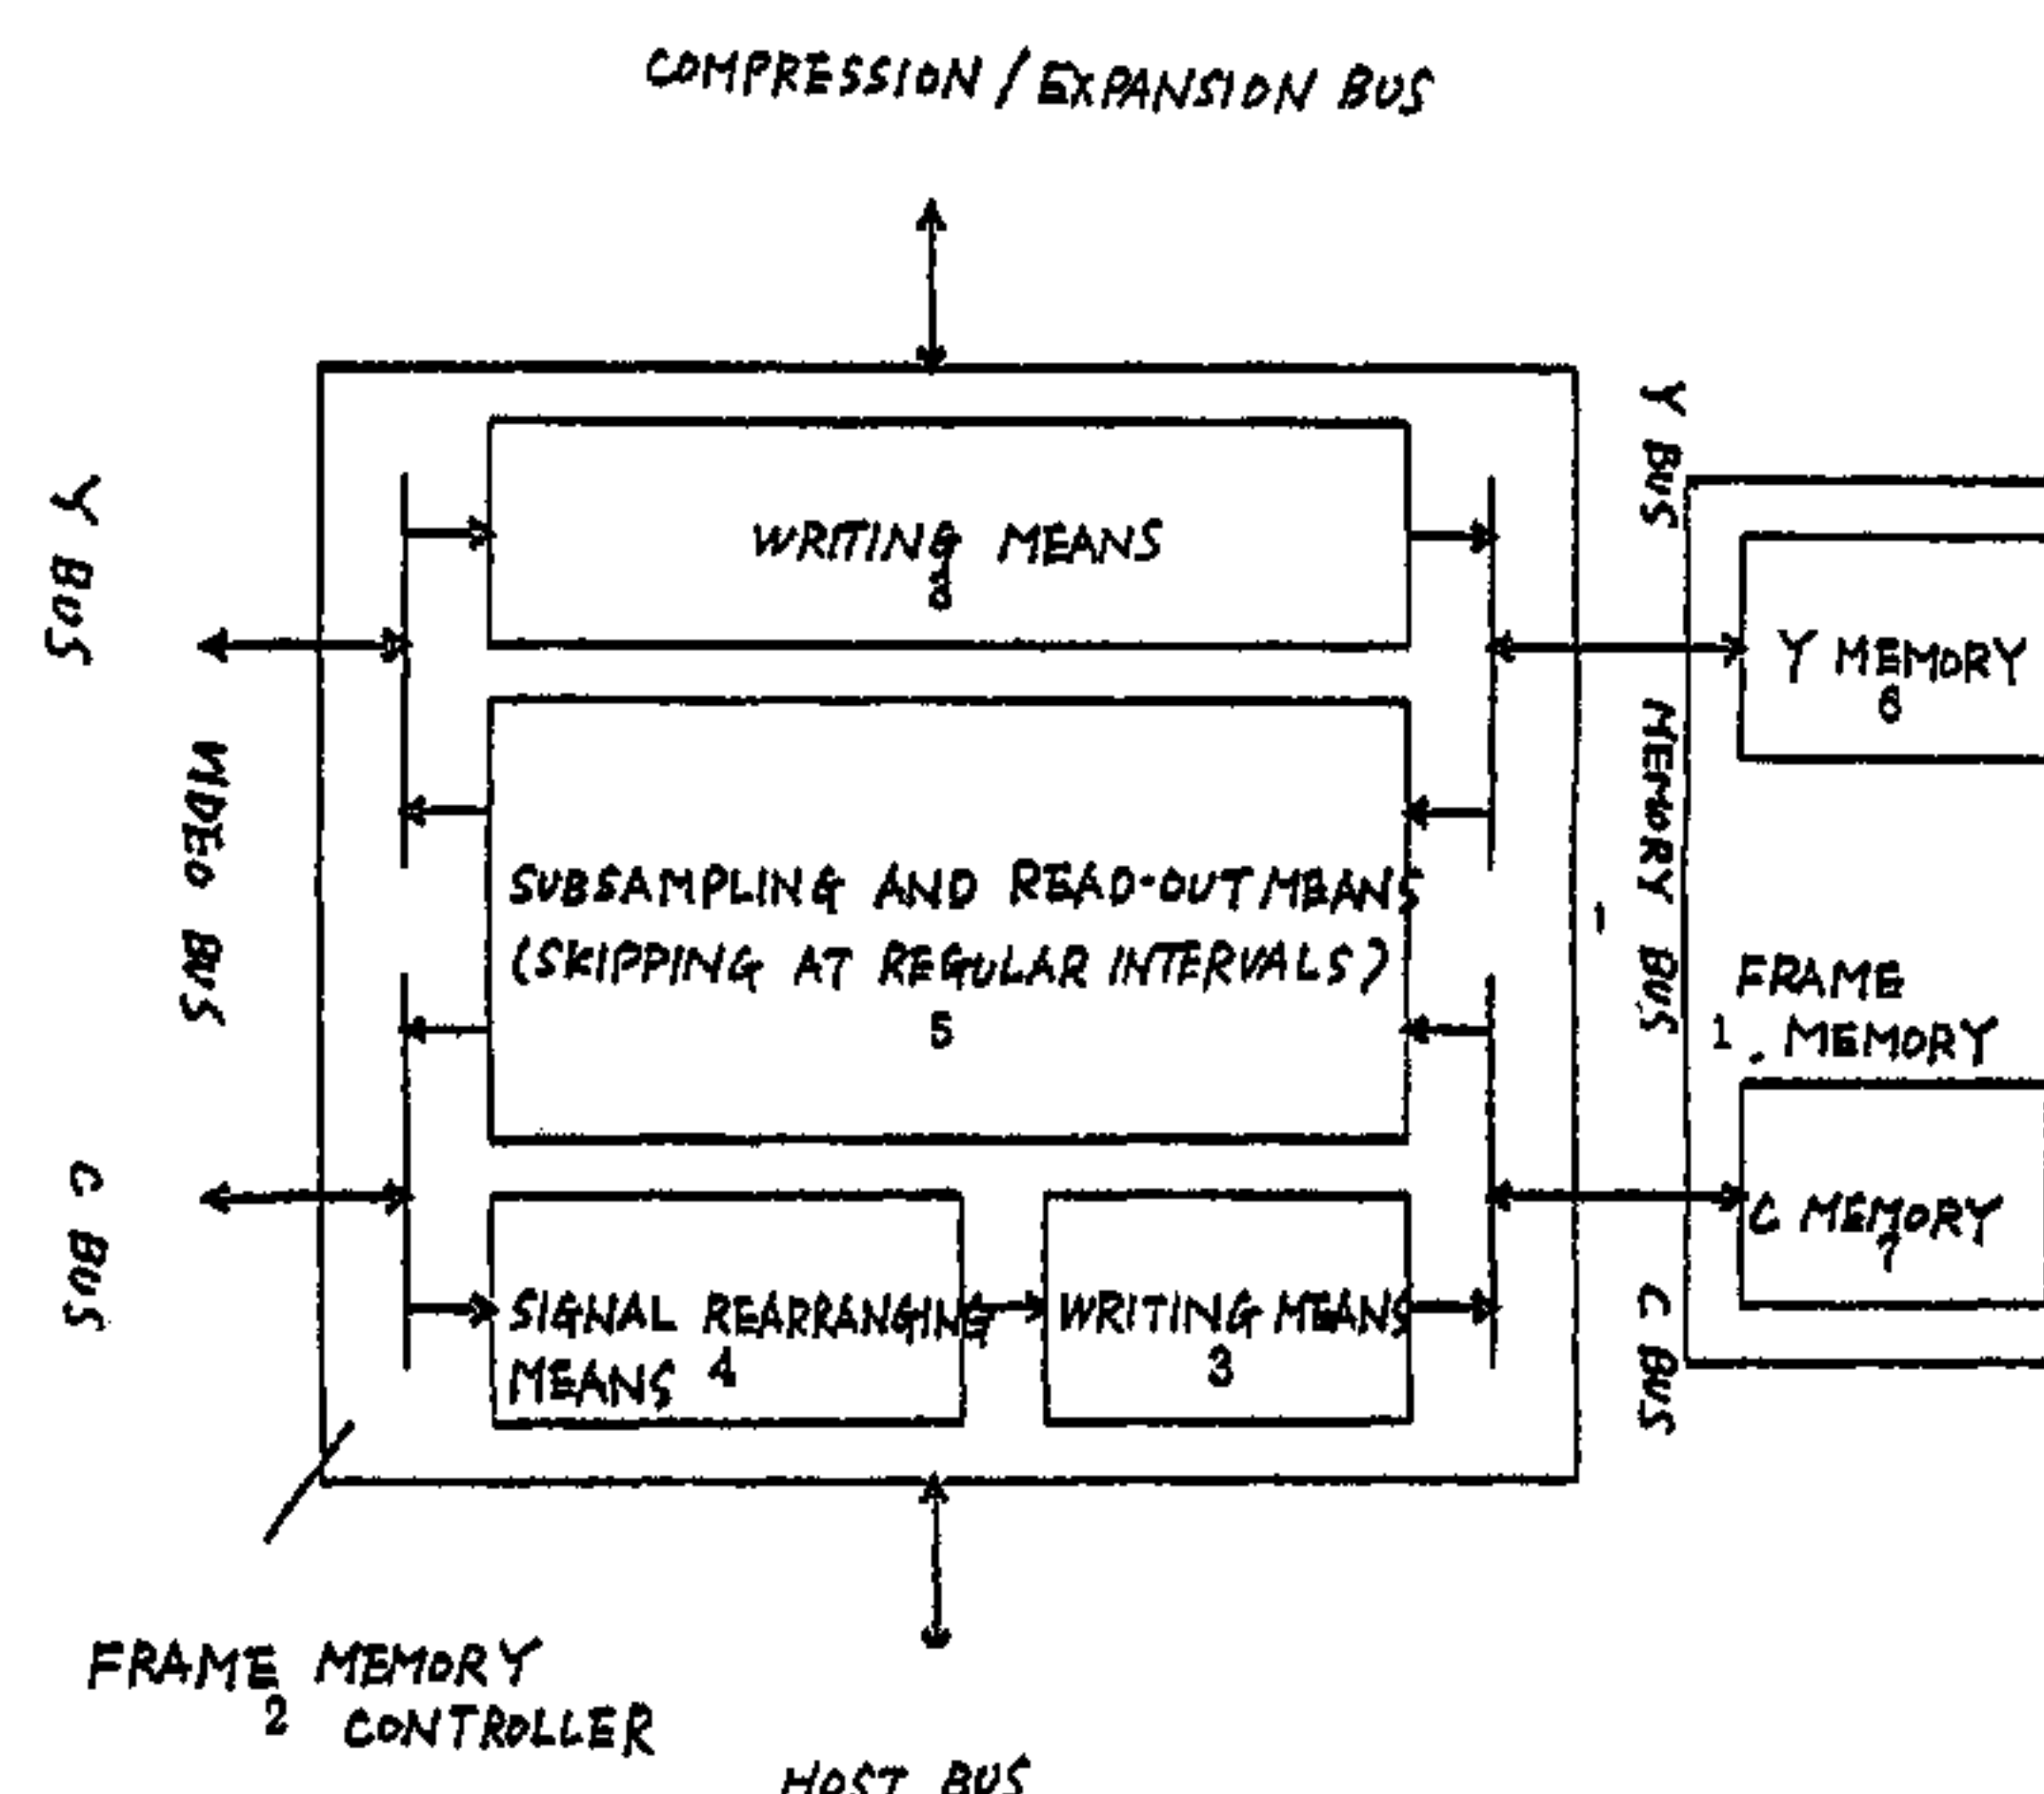 COMPRESSION/EXPANSION BUS
Y BUS
VIDEO BUS
C BUS
WRITING MEANS
SUBSAMPLING AND READ-OUT MEANS
(SKIPPING AT REGULAR INTERVALS)
5
SIGNAL REARRANGING
MEANS 4
WRITING MEANS
3
Y BUS
MEMORY BUS
C BUS
1
Y MEMORY
6
FRAME
1. MEMORY
C MEMORY
FRAME MEMORY
2 CONTROLLER
HOST BUS